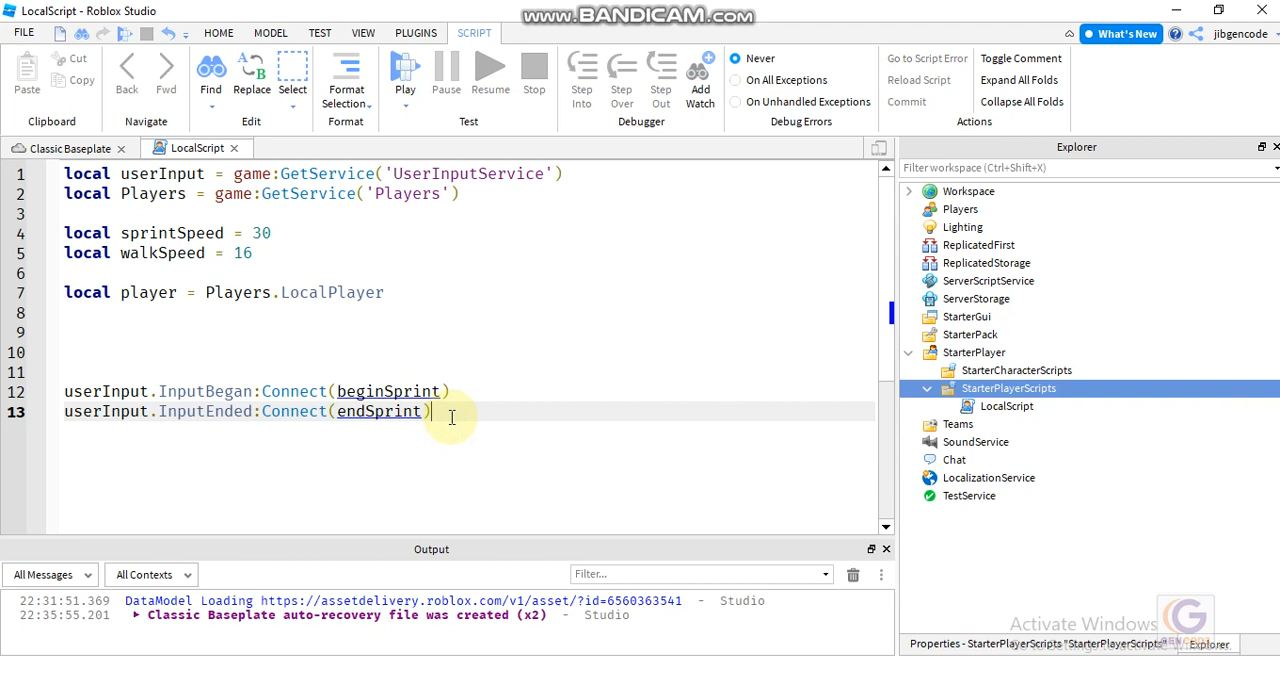 LocalScript - Roblox Studio
www.BANDICAM.com
FILE HOME MODEL TEST VIEW PLUGINS SCRIPT What's New jibgencode
Paste Cut Copy Back Fwd Find Replace Select Format Selection Play Pause Resume Stop Step Into Step Over Step Out Add Watch Never On All Exceptions On Unhandled Exceptions Go to Script Error Reload Script Commit Toggle Comment Expand All Folds Collapse All Folds
Clipboard Navigate Edit Format Test Debugger Debug Errors Actions
Classic Baseplate LocalScript Explorer
Filter workspace (Ctrl+Shift+X)
1 local userInput = game:GetService('UserInputService')
2 local Players = game:GetService('Players')
3
4 local sprintSpeed = 30
5 local walkSpeed = 16
6
7 local player = Players.LocalPlayer
8
9
10
11
12 userInput.InputBegan:Connect(beginSprint)
13 userInput.InputEnded:Connect(endSprint)
Workspace
Players
Lighting
ReplicatedFirst
ReplicatedStorage
ServerScriptService
ServerStorage
StarterGui
StarterPack
StarterPlayer
StarterCharacterScripts
StarterPlayerScripts
LocalScript
Teams
SoundService
Chat
LocalizationService
TestService
Output
All Messages All Contexts Filter...
22:31:51.369 DataModel Loading https://assetdelivery.roblox.com/v1/asset/?id=6560363541 - Studio
22:35:55.201 Classic Baseplate auto-recovery file was created (x2) - Studio
Activate Windows
Properties - StarterPlayerScripts "StarterPlayerScripts" Explorer